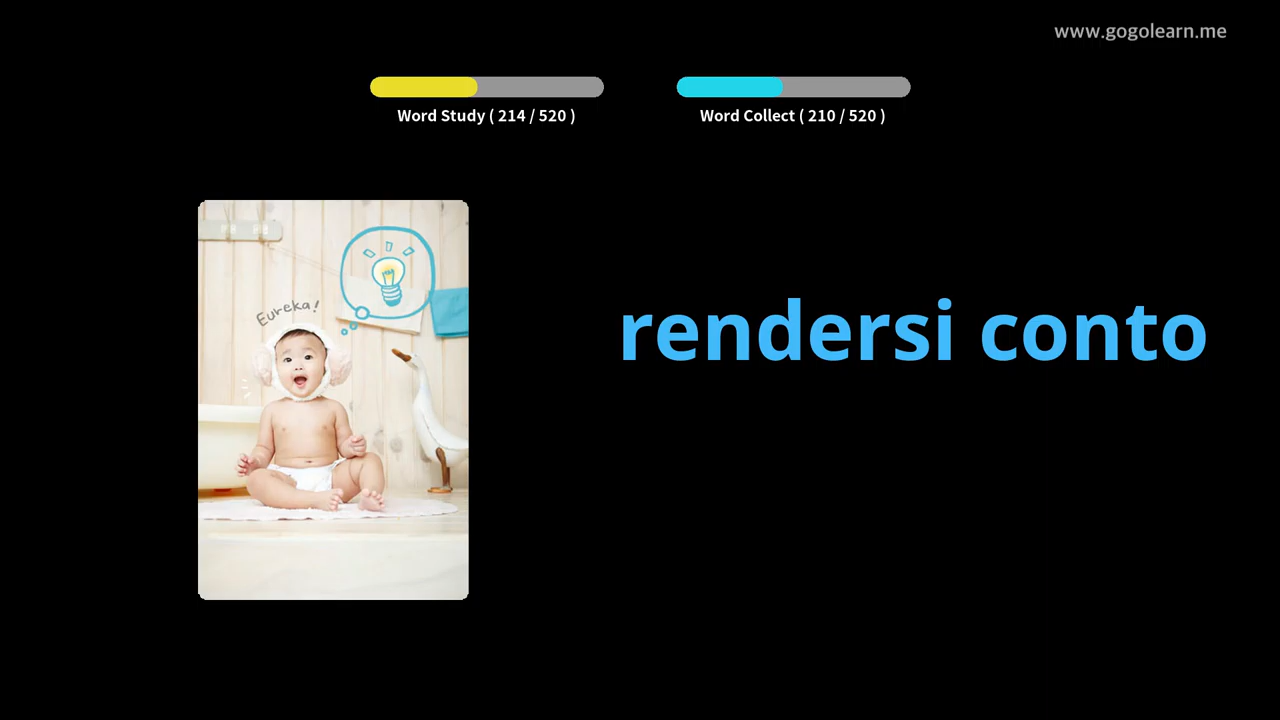 www.gogolearn.me
Word Study ( 214 / 520 )
Word Collect ( 210 / 520 )
Eureka!
rendersi conto